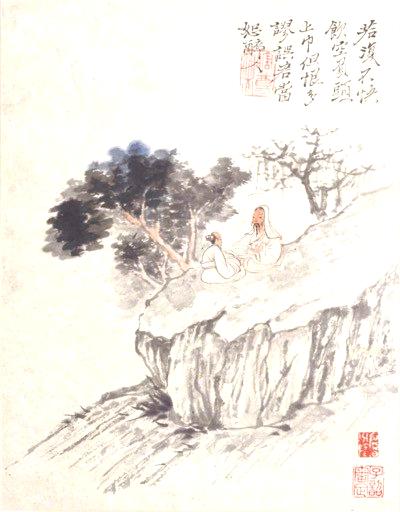 若復不快
飲空負頭
上巾但恨多
謬誤君當
恕醉人